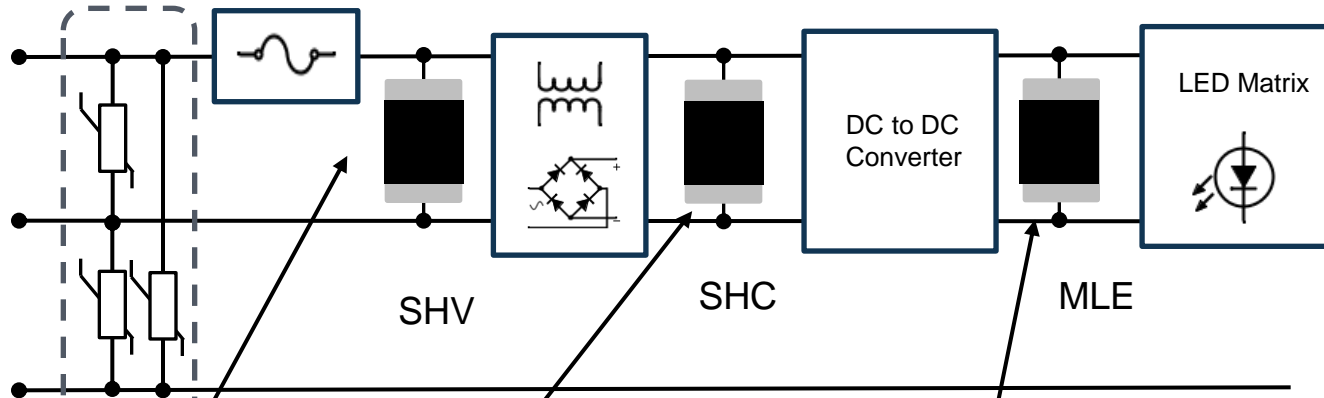 LED Matrix
DC to DC
Converter
+
−
SHV
SHC
MLE